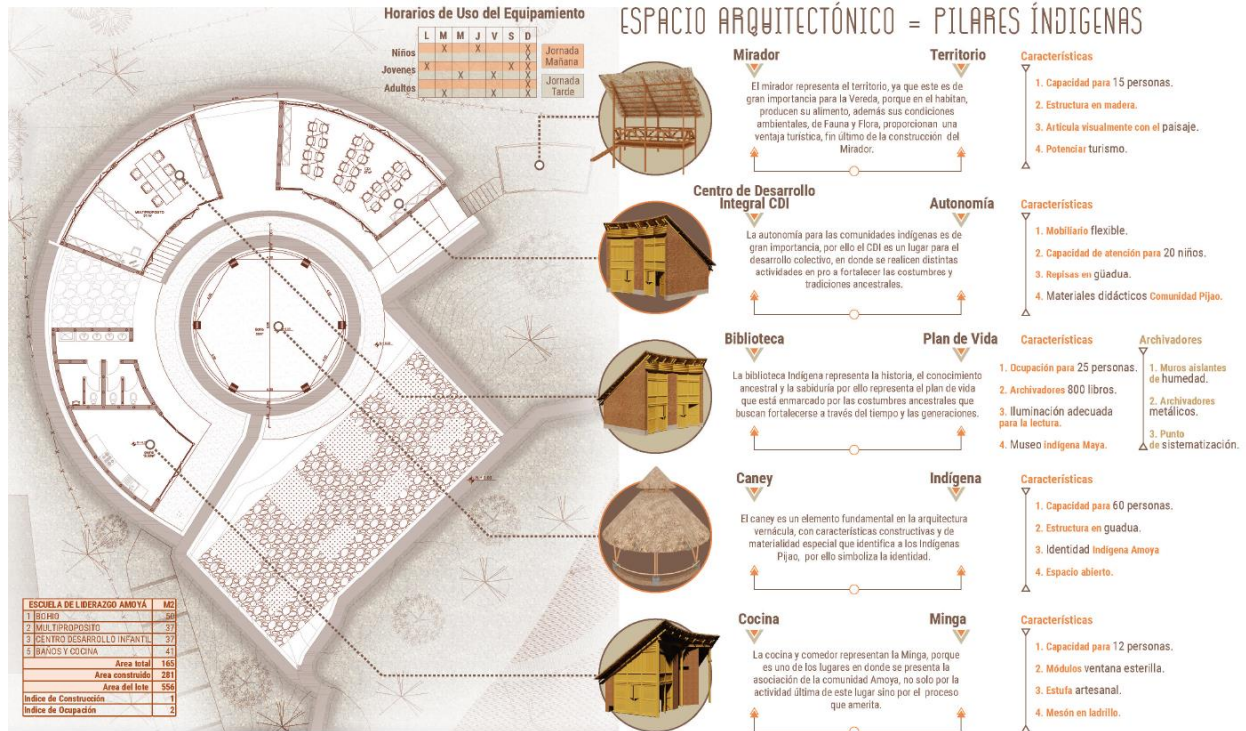 Horarios de Uso del Equipamiento
L M M J V S D
Niños X X X
X
Jovenes X X X
X X X
Adultos X
X X X
Jornada
Mañana
Jornada
Tarde
ESPACIO ARQUITECTÓNICO = PILARES ÍNDIGENAS
Mirador
Territorio
El mirador representa el territorio, ya que este es de
gran importancia para la Vereda, porque en el habitan,
producen su alimento, además sus condiciones
ambientales, de Fauna y Flora, proporcionan una
ventaja turística, fin último de la construcción del
Mirador.
Características
1. Capacidad para 15 personas.
2. Estructura en madera.
3. Artícula visualmente con el paisaje.
4. Potenciar turismo.
Centro de Desarrollo
Integral CDI
Autonomía
La autonomía para las comunidades indígenas es de
gran importancia, por ello el CDI es un lugar para el
desarrollo colectivo, en donde se realicen distintas
actividades en pro a fortalecer las costumbres y
tradiciones ancestrales.
Características
1. Mobiliario flexible.
2. Capacidad de atención para 20 niños.
3. Repisas en güadua.
4. Materiales didácticos Comunidad Pijao.
Biblioteca
Plan de Vida
La biblioteca Indígena representa la historia, el conocimiento
ancestral y la sabiduría por ello representa el plan de vida
que está enmarcado por las costumbres ancestrales que
buscan fortalecerse a través del tiempo y las generaciones.
Características
1. Ocupación para 25 personas.
2. Archivadores 800 libros.
3. Iluminación adecuada
para la lectura.
4. Museo indígena Maya.
Archivadores
1. Muros aislantes
de humedad.
2. Archivadores
metálicos.
3. Punto
de sistematización.
Caney
Indígena
El caney es un elemento fundamental en la arquitectura
vernácula, con características constructivas y de
materialidad especial que identifica a los Indígenas
Pijao, por ello simboliza la identidad.
Características
1. Capacidad para 60 personas.
2. Estructura en guadua.
3. Identidad Indígena Amoya
4. Espacio abierto.
Cocina
Minga
La cocina y comedor representan la Minga, porque
es uno de los lugares en donde se presenta la
asociación de la comunidad Amoya, no solo por la
actividad última de este lugar sino por el proceso
que amerita.
Características
1. Capacidad para 12 personas.
2. Módulos ventana esterilla.
3. Estufa artesanal.
4. Mesón en ladrillo.
MULTIPROPOSITO
ESCUELA DE LIDERAZGO AMOYÁ M2
1 BOHIO 50
2 MULTIPROPOSITO 37
3 CENTRO DESARROLLO INFANTIL 37
5 BAÑOS Y COCINA 41
Area total 165
Area construido 281
Area del lote 556
Indice de Construcción 1
Indice de Ocupación 2